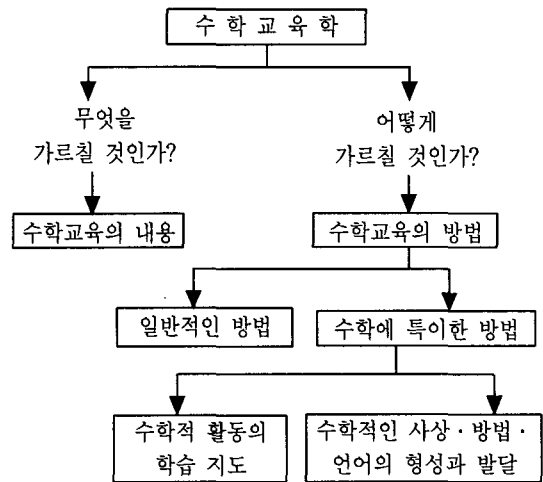 수 학 교 육 학
무엇을
가르칠 것인가?
어떻게
가르칠 것인가?
수학교육의 내용
수학교육의 방법
일반적인 방법
수학에 특이한 방법
수학적 활동의
학습 지도
수학적인 사상·방법·
언어의 형성과 발달